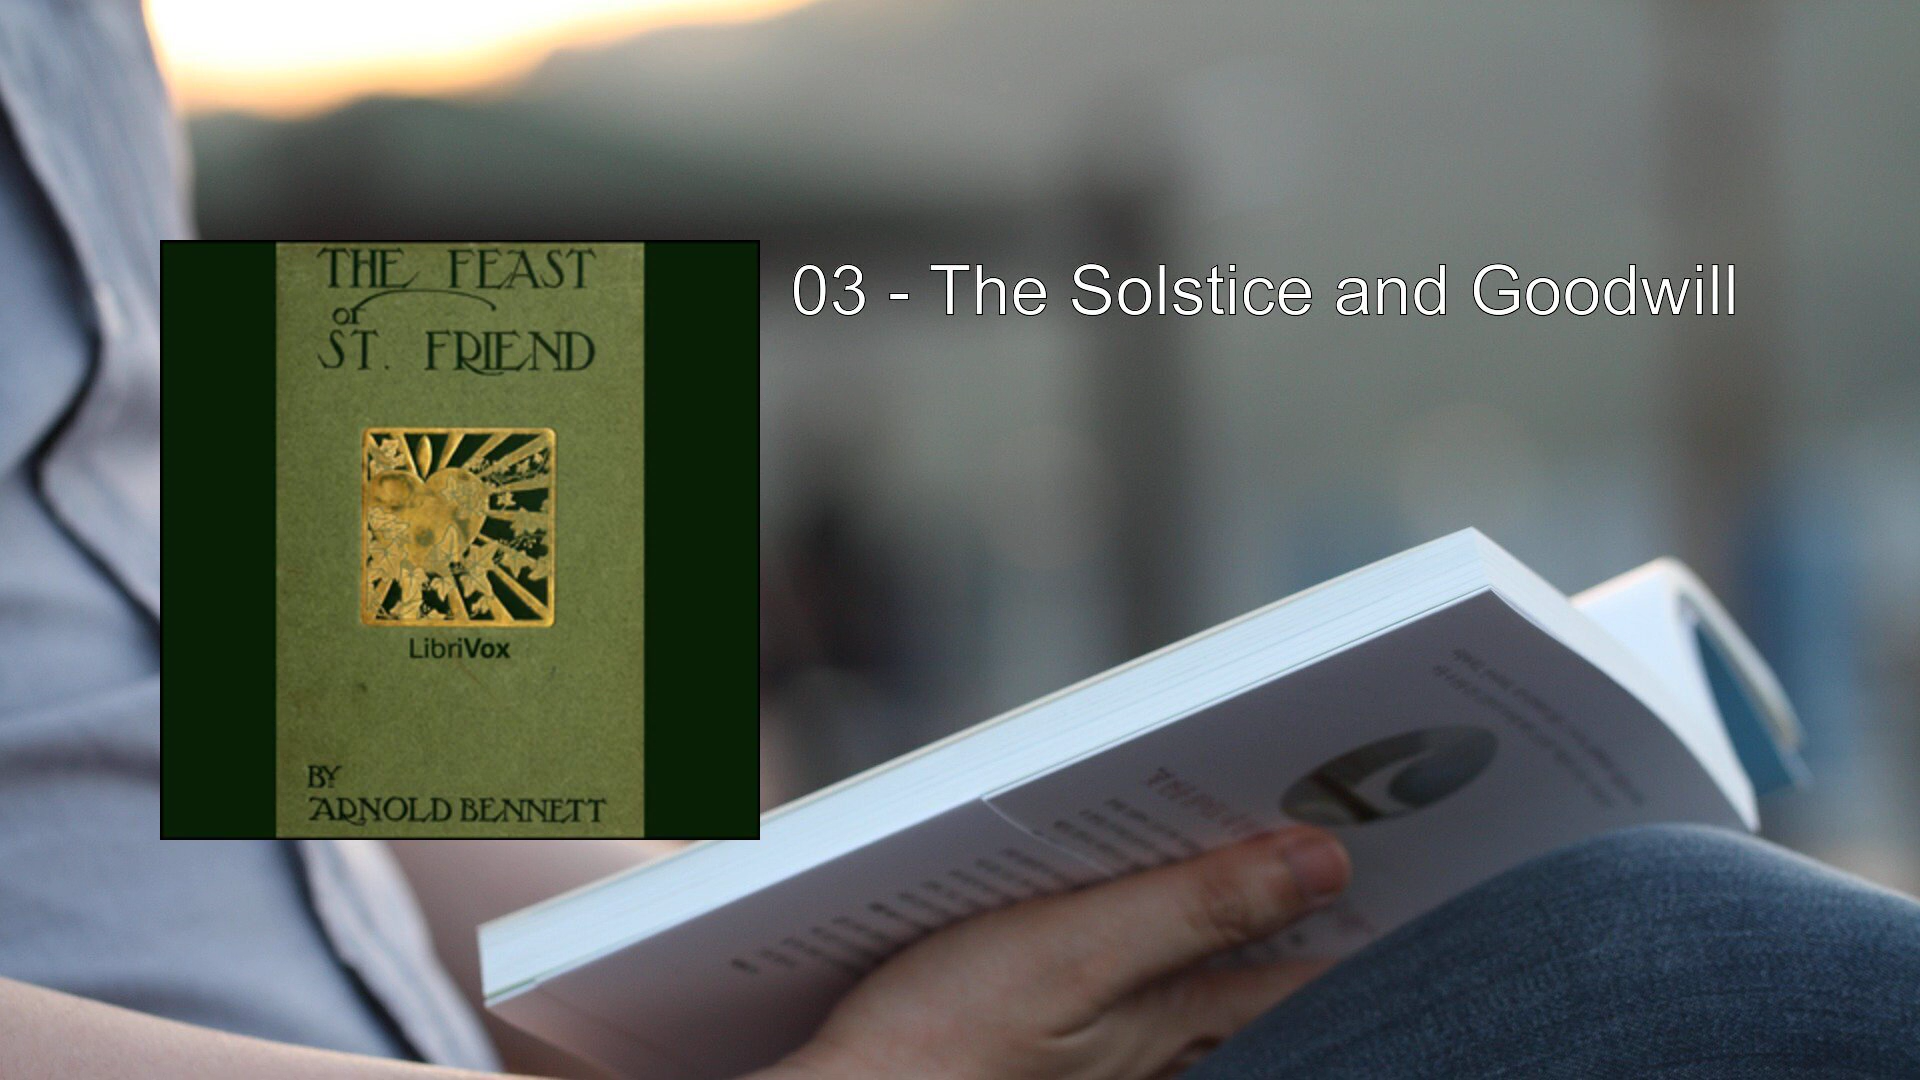 THE FEAST
OF
ST. FRIEND
LibriVox
BY
ARNOLD BENNETT
03 - The Solstice and Goodwill